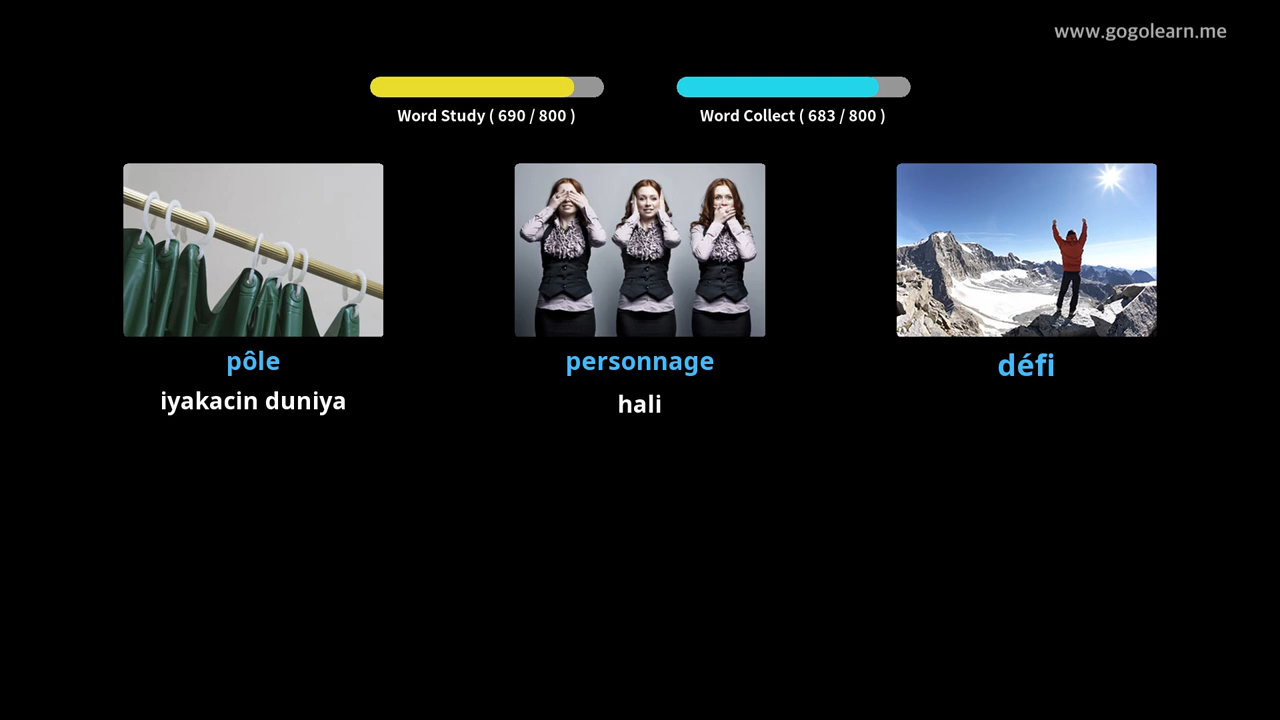 www.gogolearn.me
Word Study ( 690 / 800 )
Word Collect ( 683 / 800 )
pôle
personnage
défi
iyakacin duniya
hali